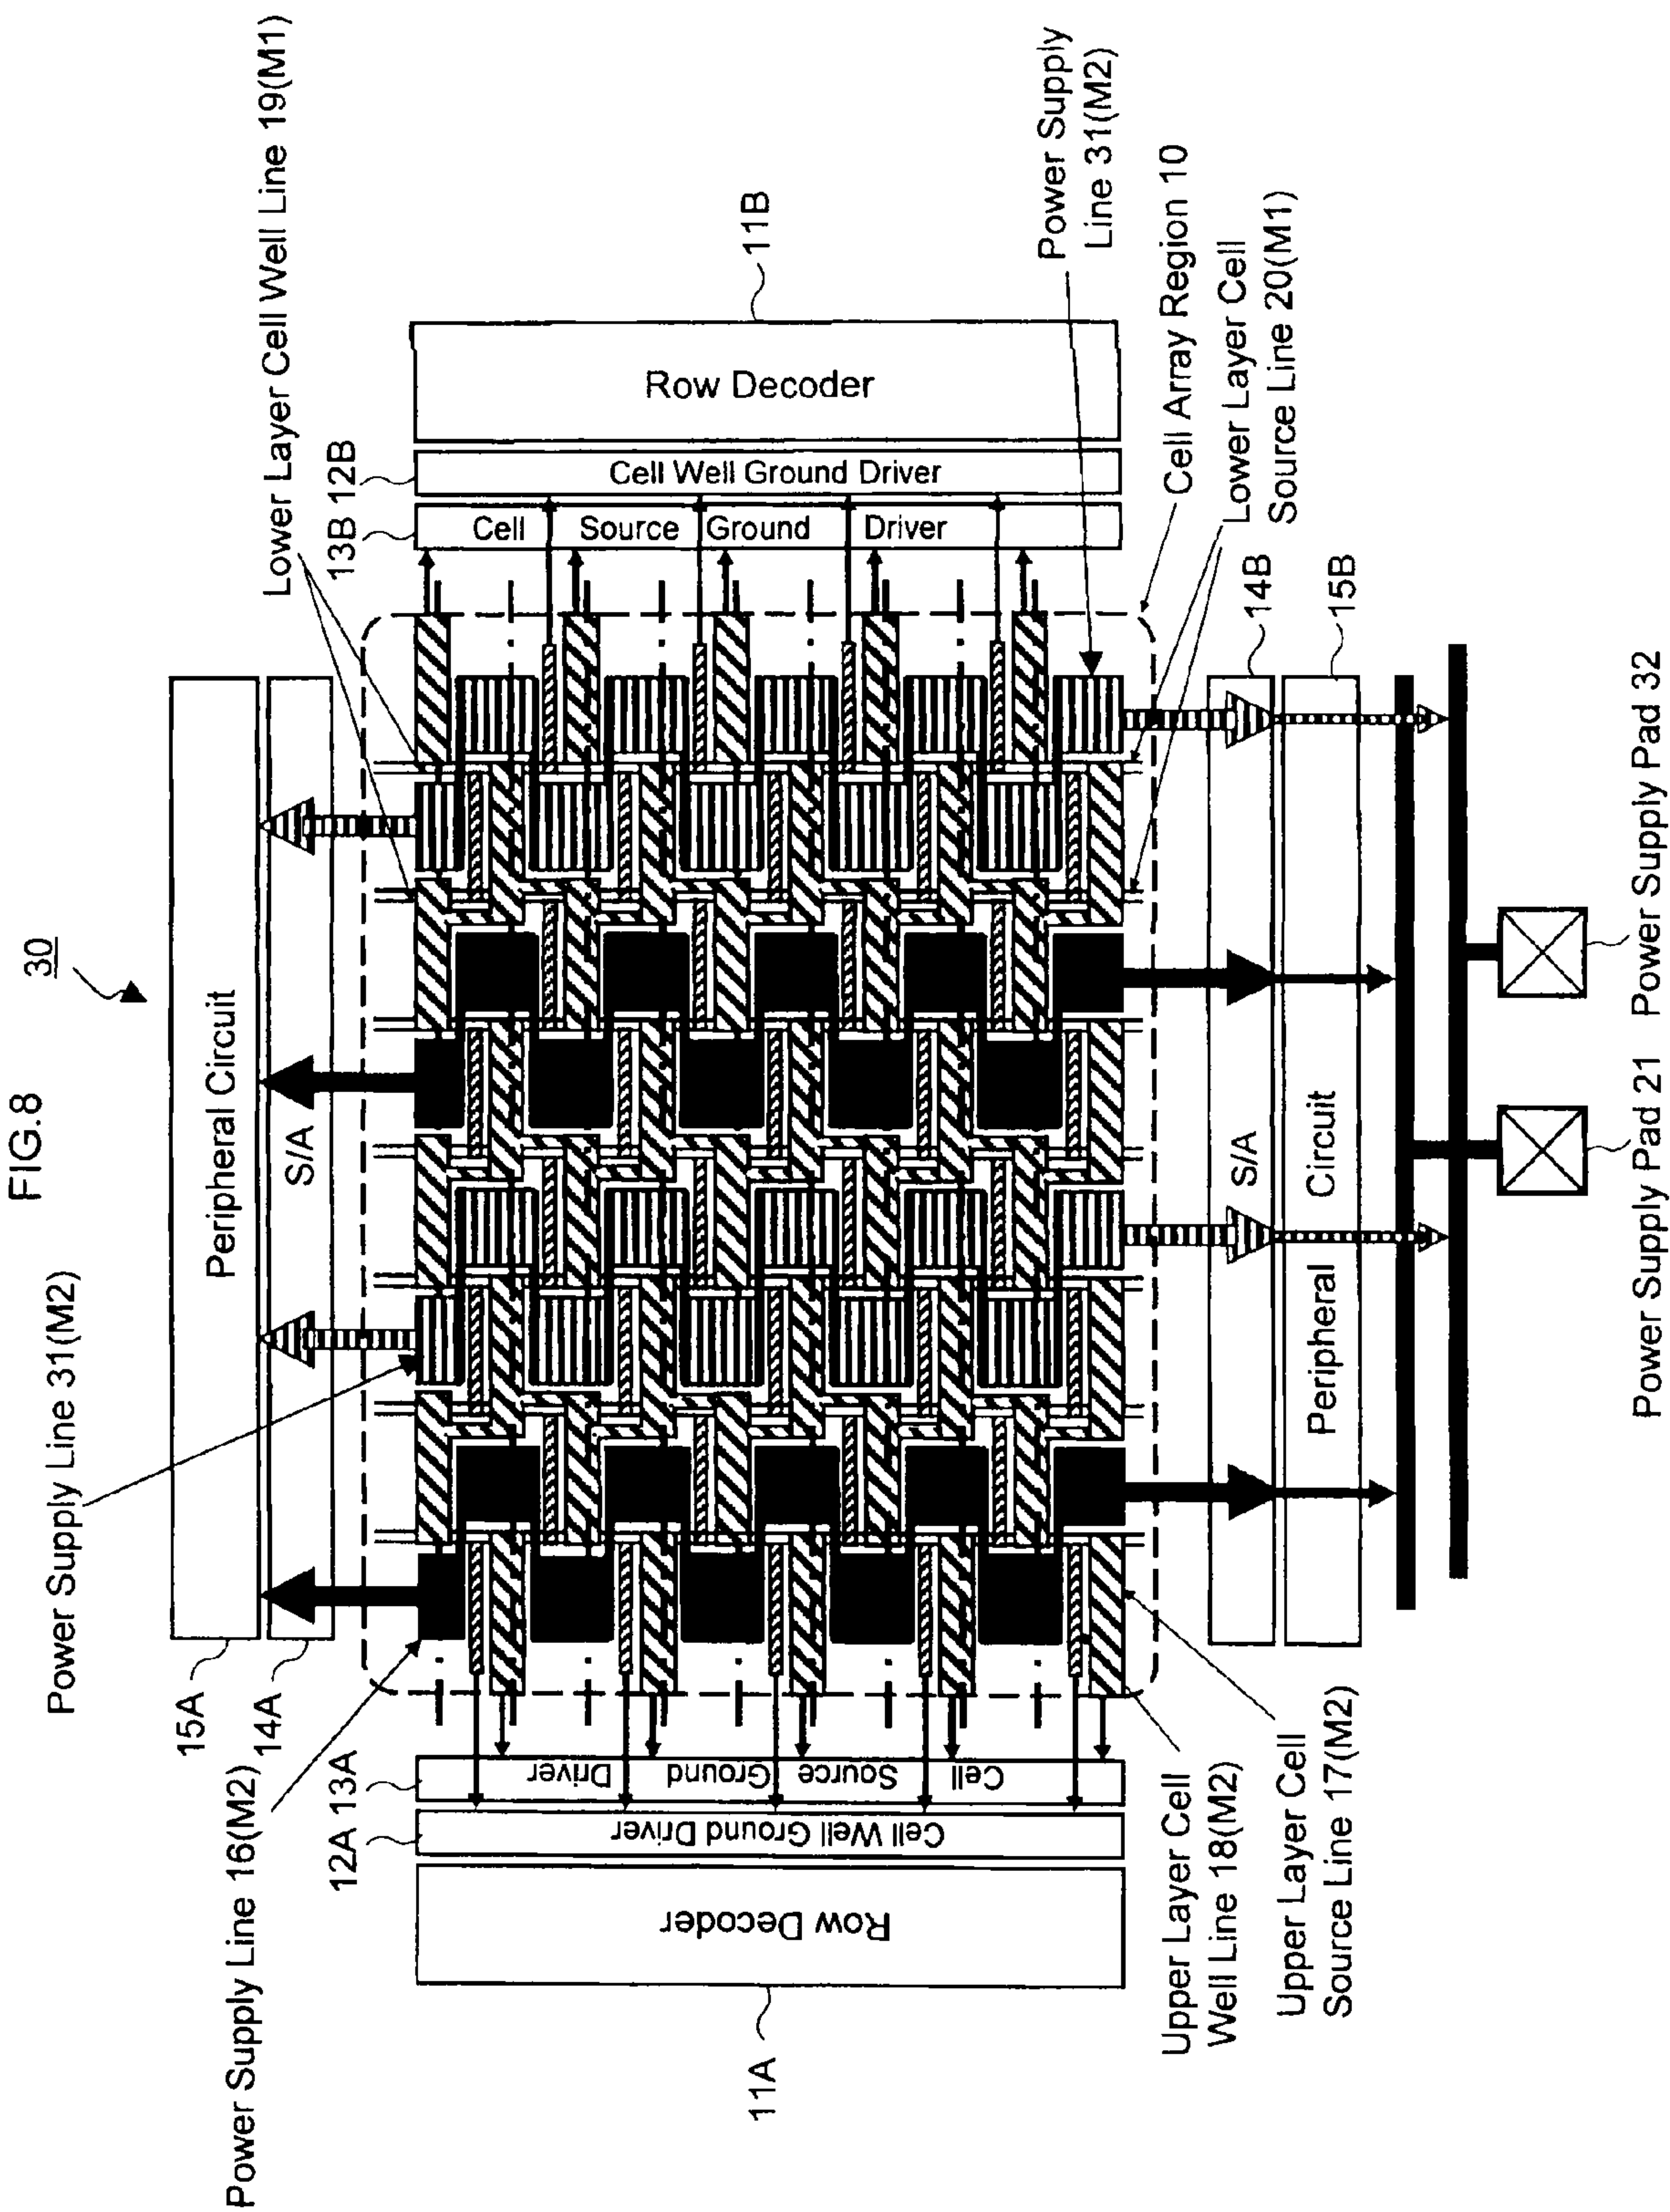 FIG.8
30
Power Supply Line 31(M2)
Lower Layer Cell Well Line 19(M1)
Peripheral Circuit
S/A
15A
14A
Power Supply Line 16(M2)
12A 13A
13B 12B
Cell Source Ground Driver
Cell Well Ground Driver
Row Decoder
11A
Cell Source Ground Driver
Cell Well Ground Driver
Row Decoder
11B
Power Supply
Line 31(M2)
Cell Array Region 10
Lower Layer Cell
Source Line 20(M1)
Upper Layer Cell
Well Line 18(M2)
Upper Layer Cell
Source Line 17(M2)
S/A
14B
Peripheral Circuit
15B
Power Supply Pad 21
Power Supply Pad 32